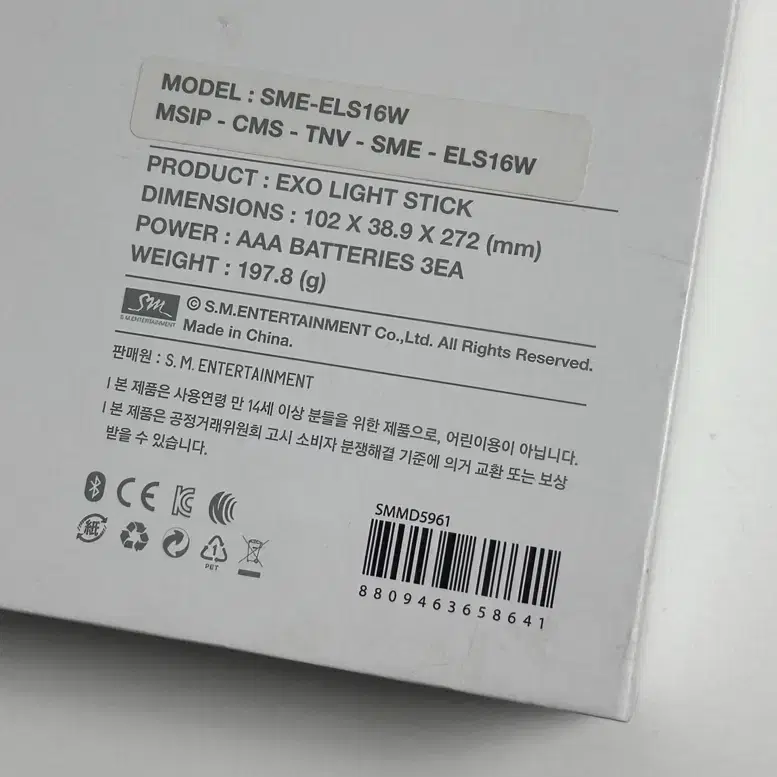 MODEL : SME-ELS16W
MSIP - CMS - TNV - SME - ELS16W
PRODUCT : EXO LIGHT STICK
DIMENSIONS : 102 X 38.9 X 272 (mm)
POWER : AAA BATTERIES 3EA
WEIGHT : 197.8 (g)
SM
S.M.ENTERTAINMENT
© S.M.ENTERTAINMENT Co.,Ltd. All Rights Reserved.
Made in China.
판매원 : S. M. ENTERTAINMENT
l 본 제품은 사용연령 만 14세 이상 분들을 위한 제품으로, 어린이용이 아닙니다.
l 본 제품은 공정거래위원회 고시 소비자 분쟁해결 기준에 의거 교환 또는 보상
받을 수 있습니다.
CE
紙
1
PET
SMMD5961
8809463658641